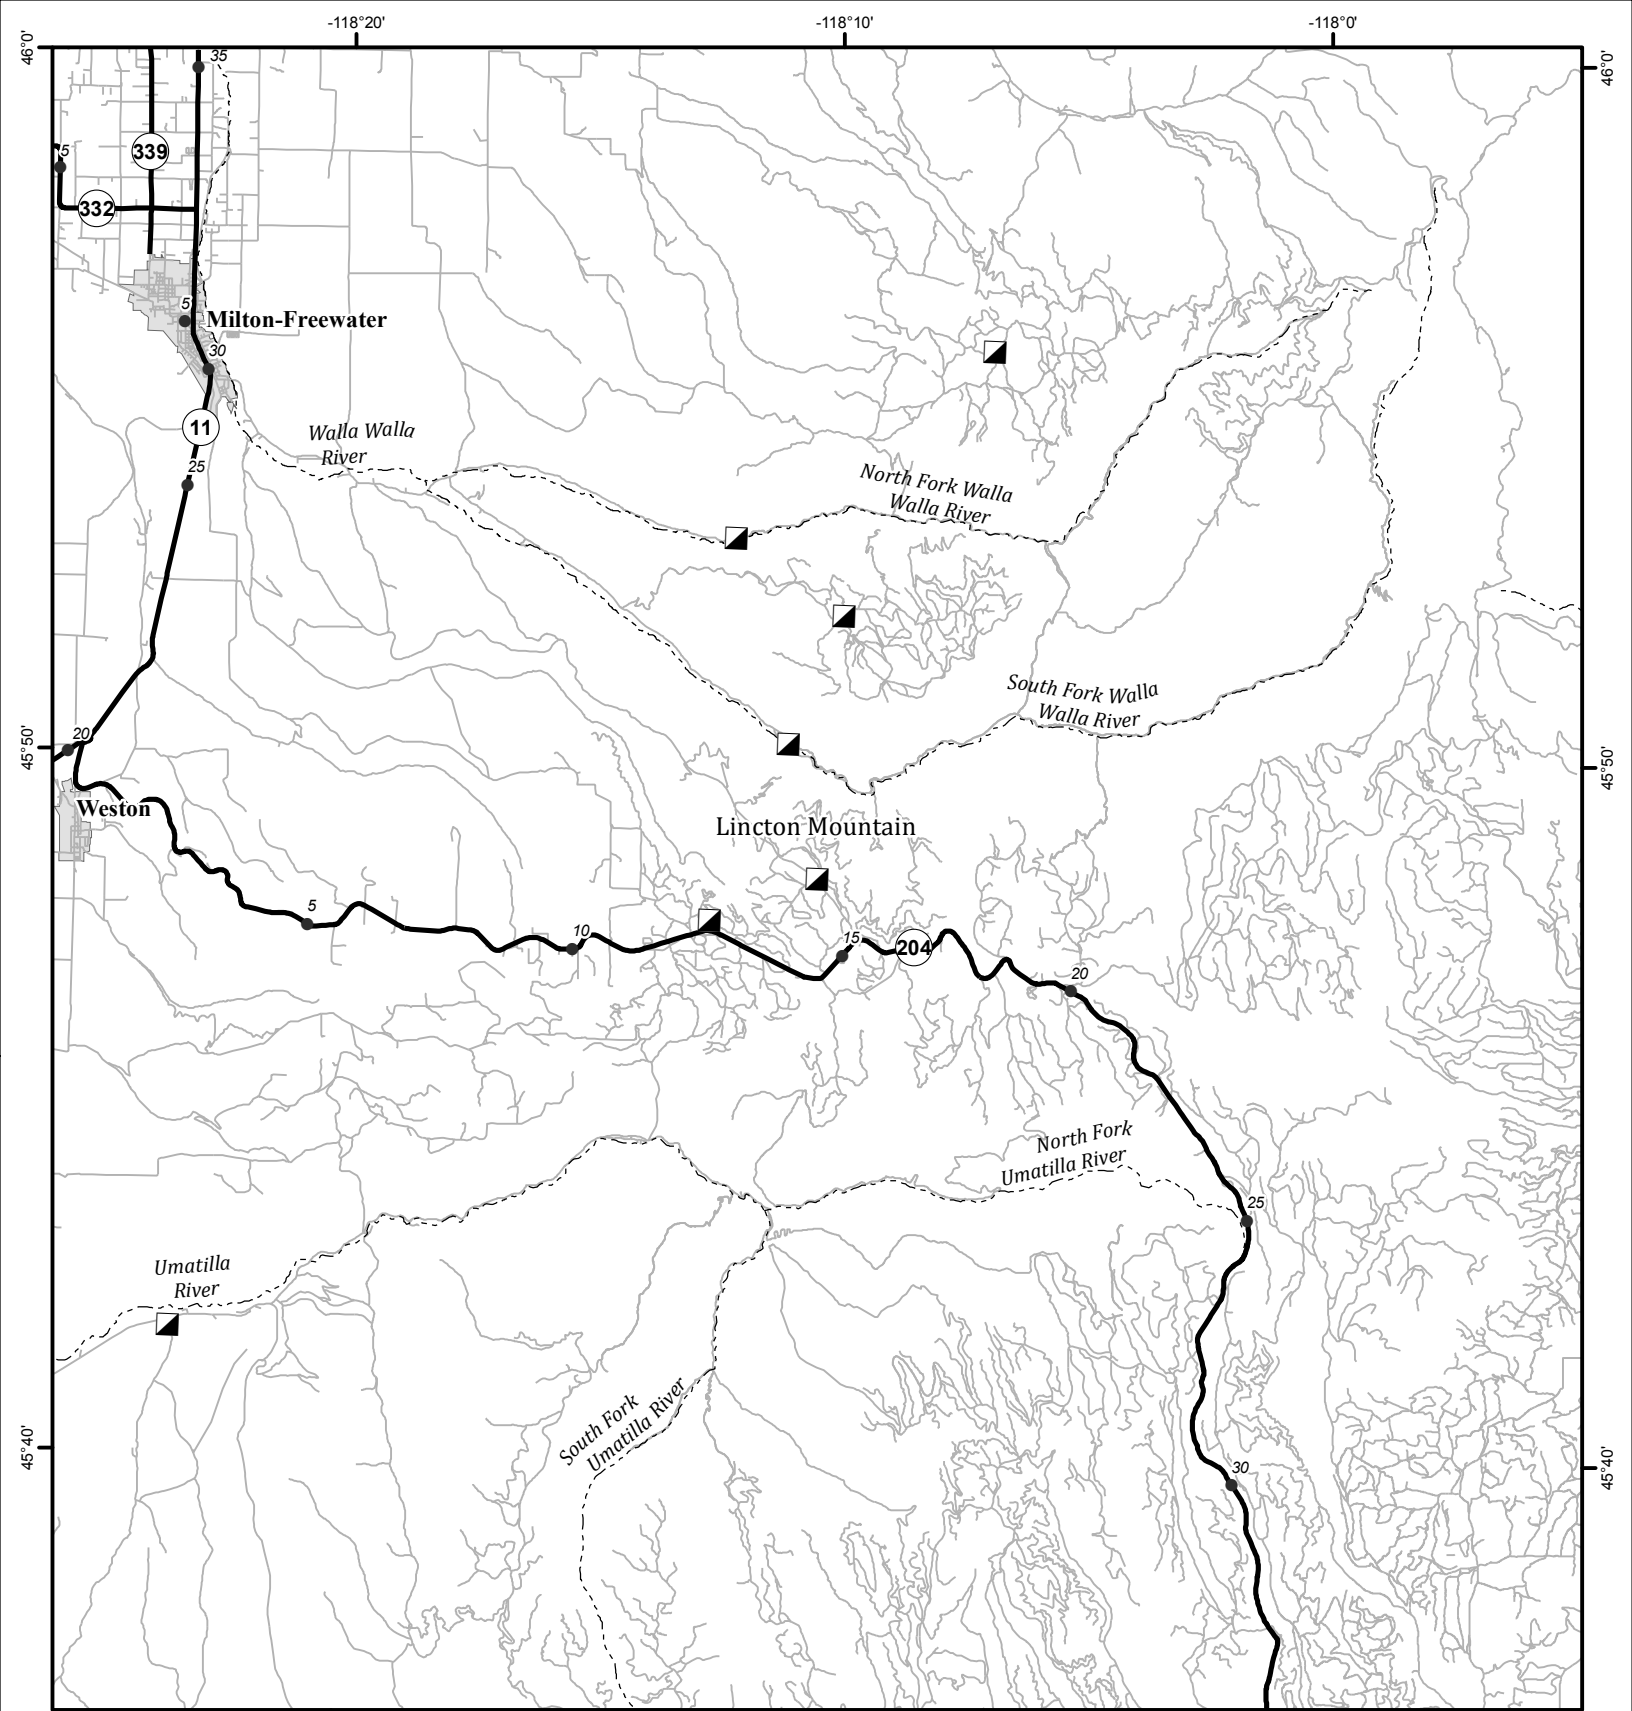 -118°20'
-118°10'
-118°0'
46°0'
46°0'
35
5
339
332
5
Milton-Freewater
30
11
25
Walla Walla
River
North Fork Walla
Walla River
South Fork Walla
Walla River
20
45°50'
45°50'
Weston
Lincton Mountain
5
10
15
204
20
North Fork
Umatilla River
25
Umatilla
River
South Fork
Umatilla River
45°40'
45°40'
30